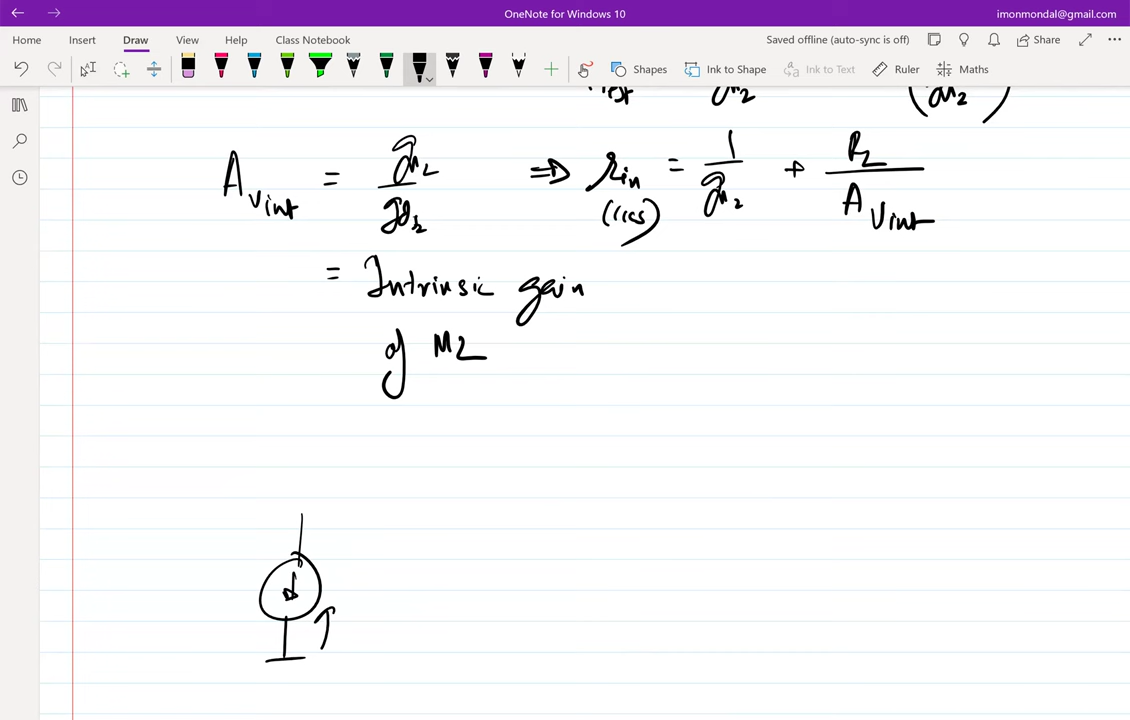 OneNote for Windows 10
imonmondal@gmail.com
Home Insert Draw View Help Class Notebook
Saved offline (auto-sync is off) Share
Shapes Ink to Shape Ink to Text Ruler Maths
A_vint = gm2 / gds2 ⇒ rin (cccs) = 1 / gm2 + RL / A_vint
= Intrinsic gain
of M2